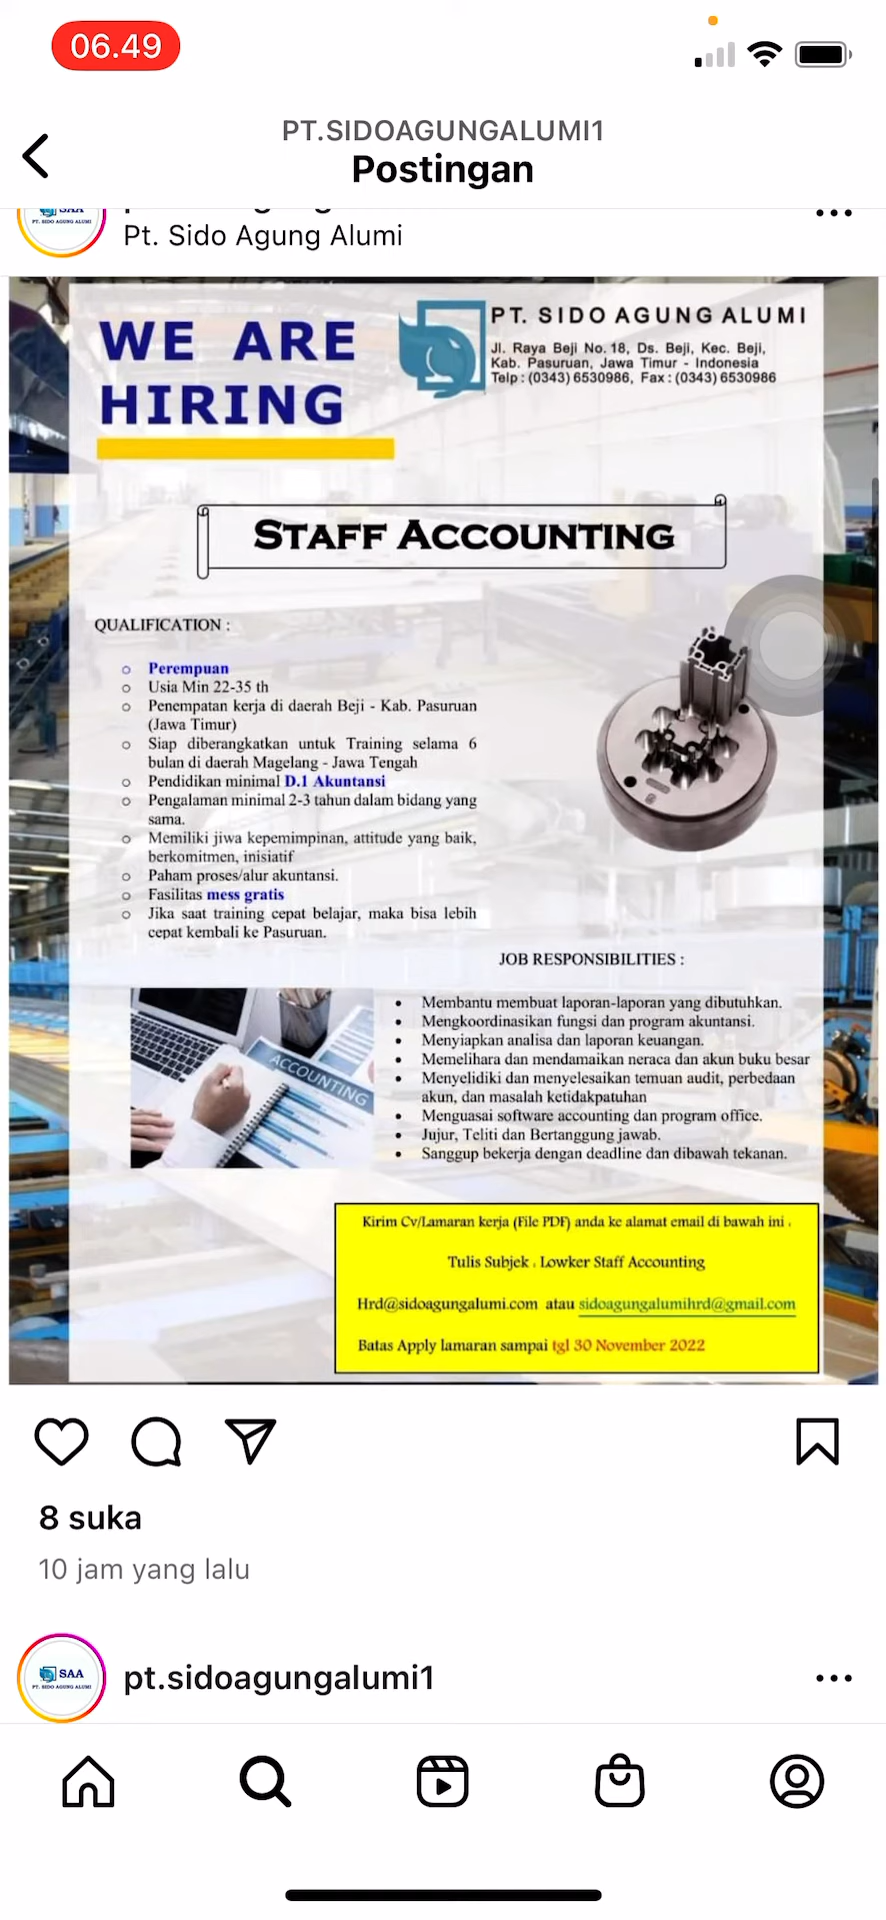 06.49
PT.SIDOAGUNGALUMI1
Postingan
SAA
PT. SIDO AGUNG ALUMI
Pt. Sido Agung Alumi
WE ARE
HIRING
PT. SIDO AGUNG ALUMI
Jl. Raya Beji No. 18, Ds. Beji, Kec. Beji,
Kab. Pasuruan, Jawa Timur - Indonesia
Telp : (0343) 6530986, Fax : (0343) 6530986
STAFF ACCOUNTING
QUALIFICATION :
Perempuan
Usia Min 22-35 th
Penempatan kerja di daerah Beji - Kab. Pasuruan
(Jawa Timur)
Siap diberangkatkan untuk Training selama 6
bulan di daerah Magelang - Jawa Tengah
Pendidikan minimal D.1 Akuntansi
Pengalaman minimal 2-3 tahun dalam bidang yang
sama.
Memiliki jiwa kepemimpinan, attitude yang baik,
berkomitmen, inisiatif
Paham proses/alur akuntansi.
Fasilitas mess gratis
Jika saat training cepat belajar, maka bisa lebih
cepat kembali ke Pasuruan.
JOB RESPONSIBILITIES :
Membantu membuat laporan-laporan yang dibutuhkan.
Mengkoordinasikan fungsi dan program akuntansi.
Menyiapkan analisa dan laporan keuangan.
Memelihara dan mendamaikan neraca dan akun buku besar
Menyelidiki dan menyelesaikan temuan audit, perbedaan
akun, dan masalah ketidakpatuhan
Menguasai software accounting dan program office.
Jujur, Teliti dan Bertanggung jawab.
Sanggup bekerja dengan deadline dan dibawah tekanan.
ACCOUNTING
Kirim Cv/Lamaran kerja (File PDF) anda ke alamat email di bawah ini .
Tulis Subjek . Lowker Staff Accounting
Hrd@sidoagungalumi.com atau sidoagungalumihrd@gmail.com
Batas Apply lamaran sampai tgl 30 November 2022
8 suka
10 jam yang lalu
SAA
PT. SIDO AGUNG ALUMI
pt.sidoagungalumi1